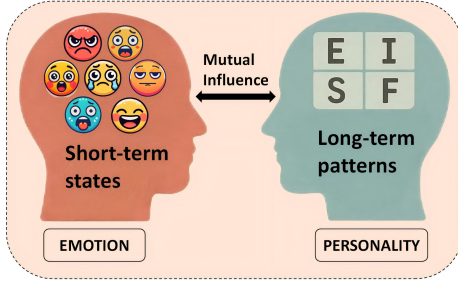 Mutual
Influence
E I
S F
Short-term
states
Long-term
patterns
EMOTION
PERSONALITY